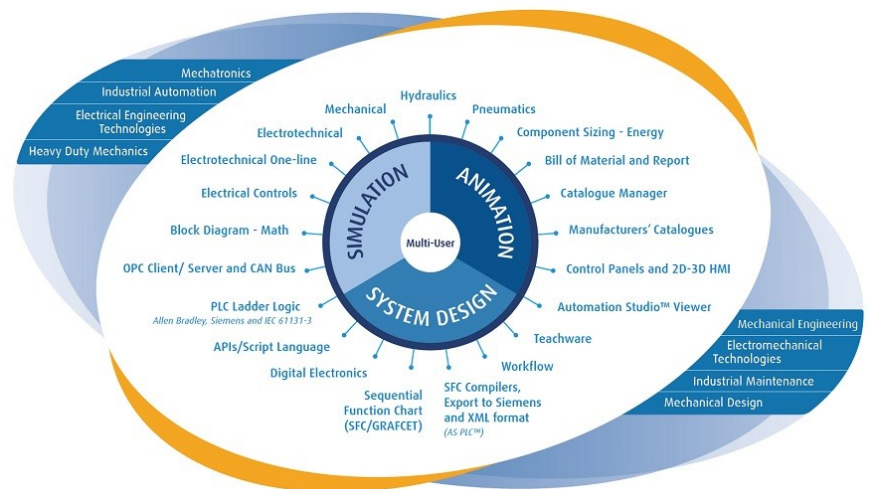 Mechatronics
Industrial Automation
Electrical Engineering
Technologies
Heavy Duty Mechanics
Hydraulics
Pneumatics
Component Sizing - Energy
Bill of Material and Report
Catalogue Manager
Manufacturers' Catalogues
Control Panels and 2D-3D HMI
Automation Studio™ Viewer
Teachware
Workflow
SFC Compilers,
Export to Siemens
and XML format
(AS PLC™)
Sequential
Function Chart
(SFC/GRAFCET)
Digital Electronics
APIs/Script Language
PLC Ladder Logic
Allen Bradley, Siemens and IEC 61131-3
OPC Client/ Server and CAN Bus
Block Diagram - Math
Electrical Controls
Electrotechnical One-line
Electrotechnical
Mechanical
SIMULATION
ANIMATION
SYSTEM DESIGN
Multi-User
Mechanical Engineering
Electromechanical
Technologies
Industrial Maintenance
Mechanical Design